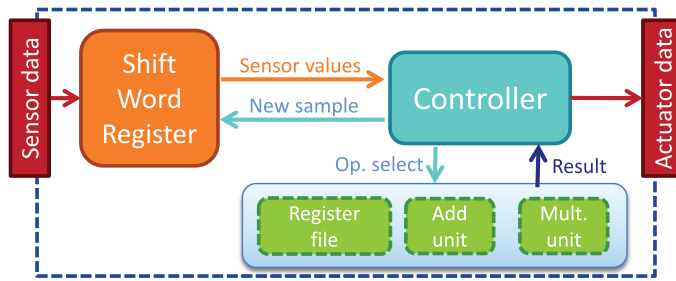 Sensor data
Shift
Word
Register
Sensor values
New sample
Controller
Actuator data
Op. select
Result
Register
file
Add
unit
Mult.
unit